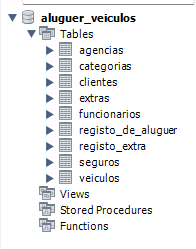 aluguer_veiculos
Tables
agencias
categorias
clientes
extras
funcionarios
registo_de_aluguer
registo_extra
seguros
veiculos
Views
Stored Procedures
Functions